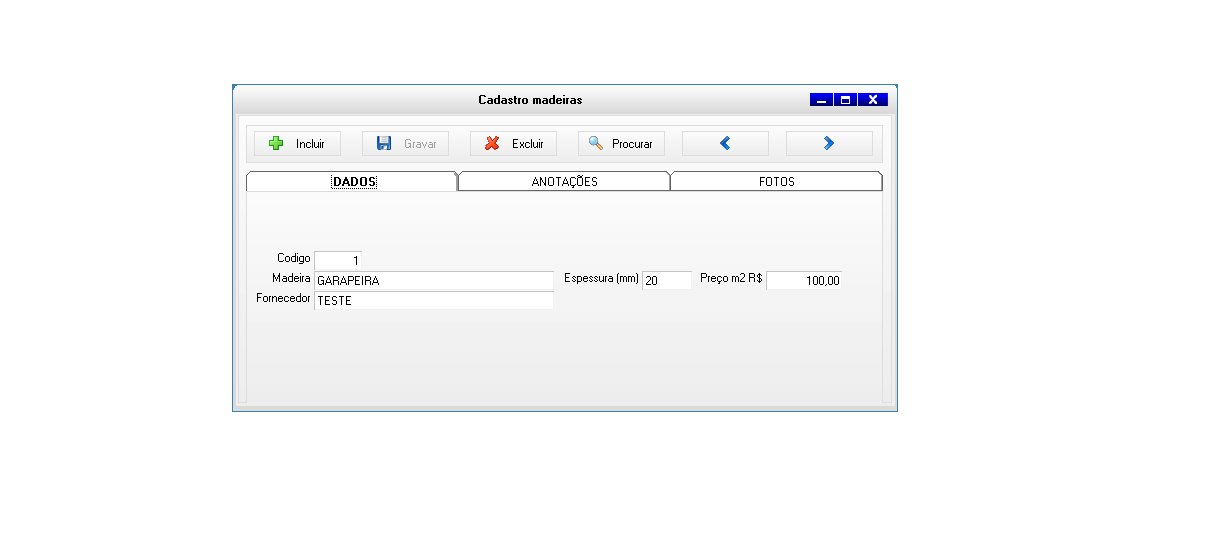 Cadastro madeiras
Incluir Gravar Excluir Procurar
DADOS ANOTAÇÕES FOTOS
Codigo 1
Madeira GARAPEIRA Espessura (mm) 20 Preço m2 R$ 100,00
Fornecedor TESTE